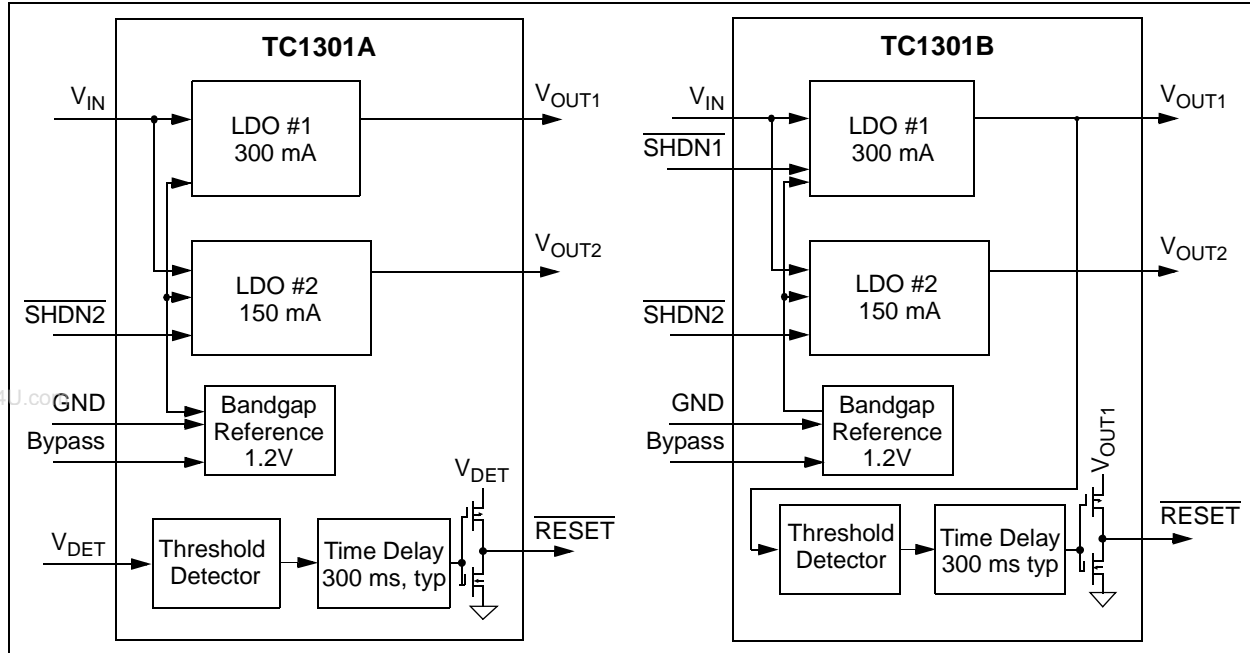 TC1301A
VIN
LDO #1
300 mA
VOUT1
LDO #2
150 mA
VOUT2
SHDN2
GND
Bypass
Bandgap
Reference
1.2V
VDET
VDET
Threshold
Detector
Time Delay
300 ms, typ
RESET
TC1301B
VIN
SHDN1
LDO #1
300 mA
VOUT1
LDO #2
150 mA
VOUT2
SHDN2
GND
Bypass
Bandgap
Reference
1.2V
VOUT1
Threshold
Detector
Time Delay
300 ms typ
RESET
4U.com